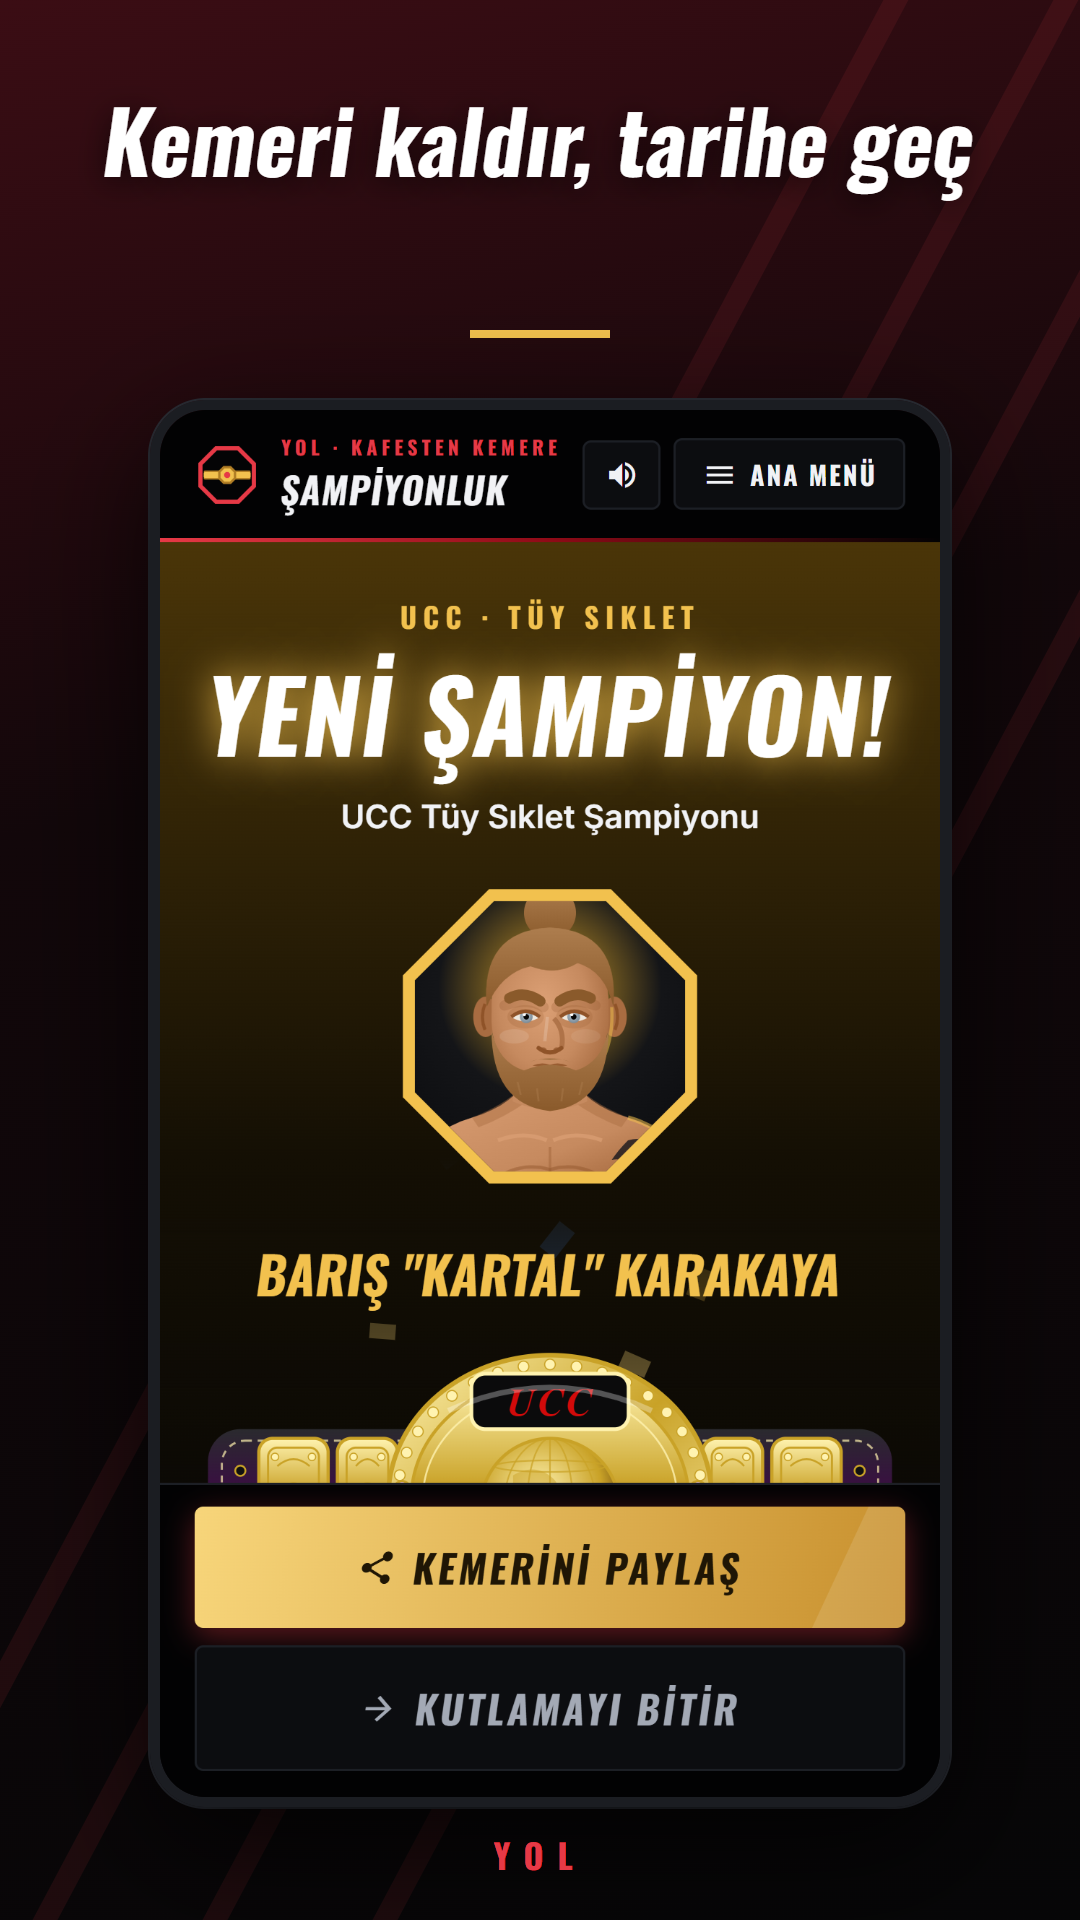 Kemeri kaldır, tarihe geç
YOL · KAFESTEN KEMERE
ŞAMPİYONLUK
ANA MENÜ
UCC · TÜY SIKLET
YENİ ŞAMPİYON!
UCC Tüy Sıklet Şampiyonu
BARIŞ "KARTAL" KARAKAYA
UCC
KEMERİNİ PAYLAŞ
KUTLAMAYI BİTİR
YOL